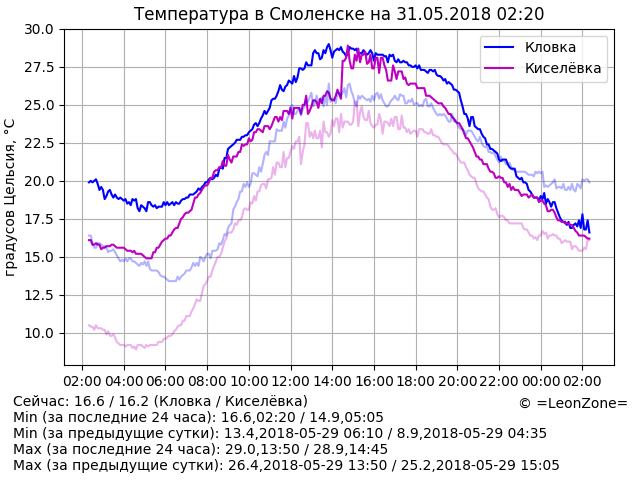 Температура в Смоленске на 31.05.2018 02:20
30.0
27.5
25.0
22.5
20.0
17.5
15.0
12.5
10.0
градусов Цельсия, °C
Кловка
Киселёвка
02:00 04:00 06:00 08:00 10:00 12:00 14:00 16:00 18:00 20:00 22:00 00:00 02:00
Сейчас: 16.6 / 16.2 (Кловка / Киселёвка)
© =LeonZone=
Min (за последние 24 часа): 16.6,02:20 / 14.9,05:05
Min (за предыдущие сутки): 13.4,2018-05-29 06:10 / 8.9,2018-05-29 04:35
Max (за последние 24 часа): 29.0,13:50 / 28.9,14:45
Max (за предыдущие сутки): 26.4,2018-05-29 13:50 / 25.2,2018-05-29 15:05